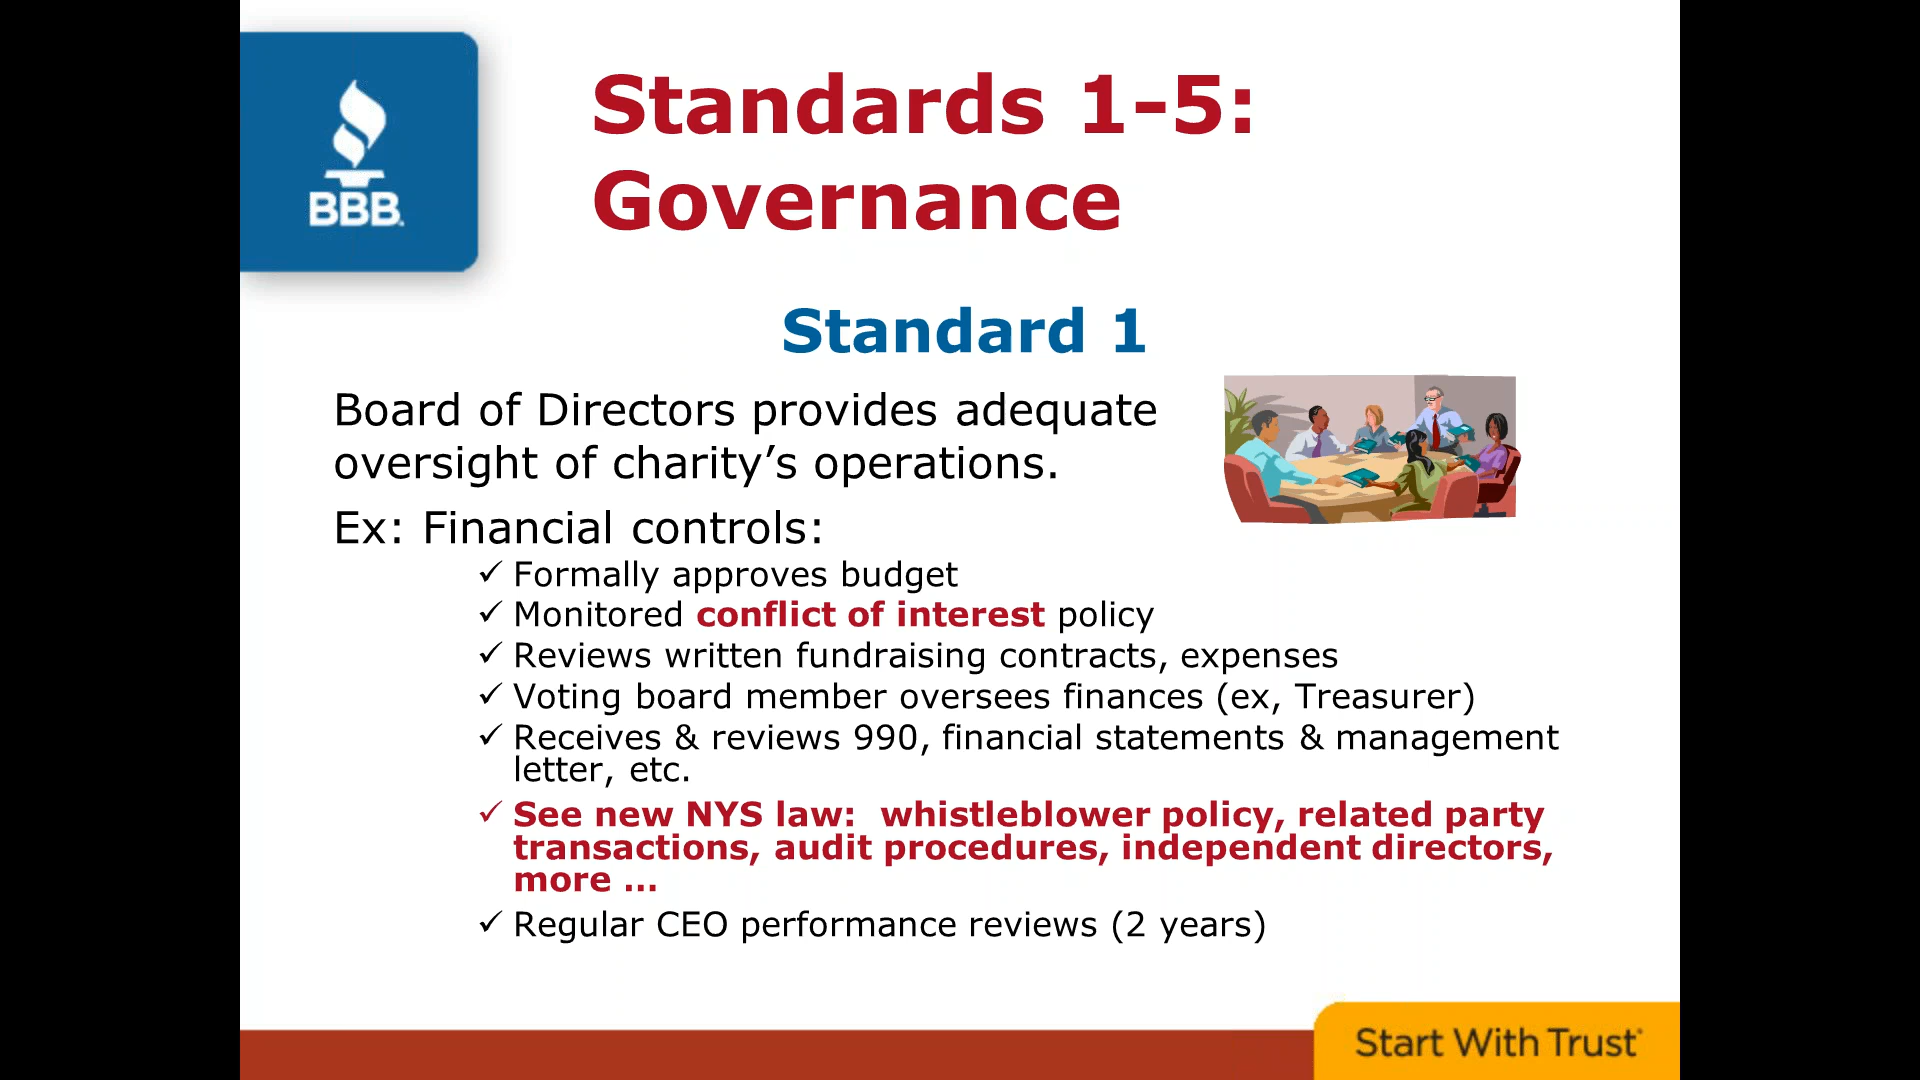 BBB.
Standards 1-5:
Governance
Standard 1
Board of Directors provides adequate
oversight of charity’s operations.
Ex: Financial controls:
✓ Formally approves budget
✓ Monitored conflict of interest policy
✓ Reviews written fundraising contracts, expenses
✓ Voting board member oversees finances (ex, Treasurer)
✓ Receives & reviews 990, financial statements & management
letter, etc.
✓ See new NYS law:  whistleblower policy, related party
transactions, audit procedures, independent directors,
more …
✓ Regular CEO performance reviews (2 years)
Start With Trust